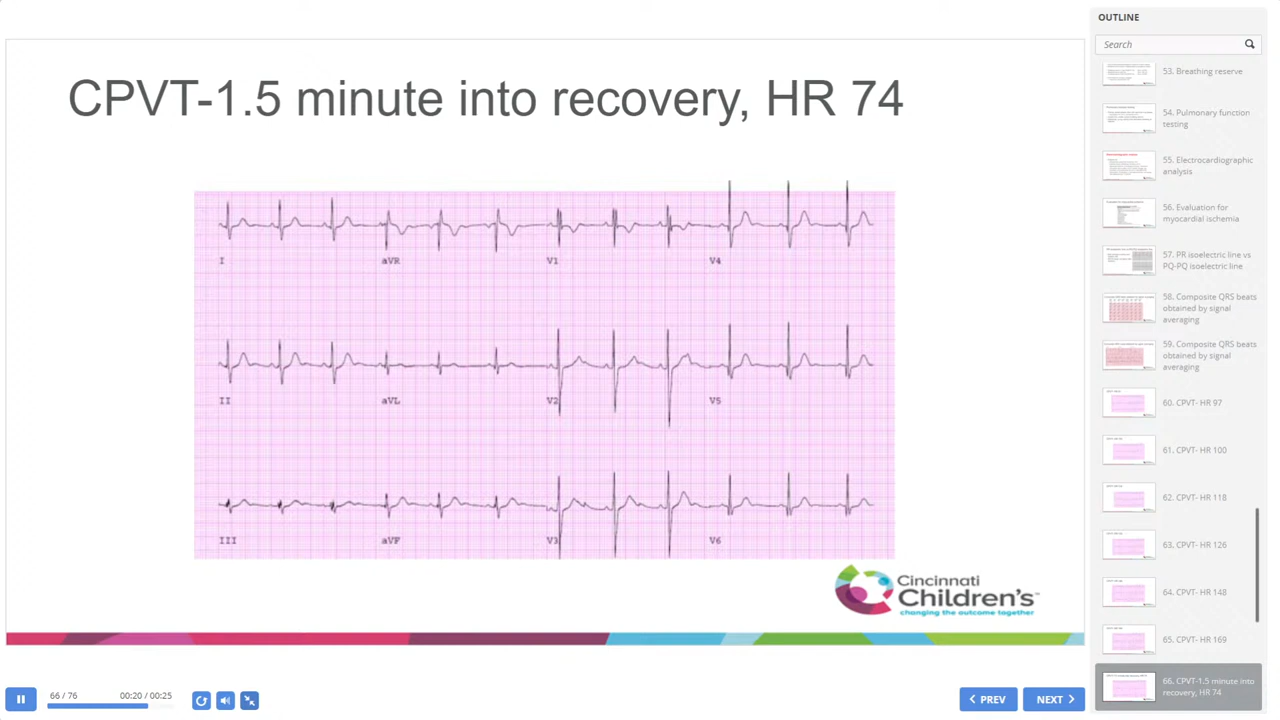 CPVT-1.5 minute into recovery, HR 74
I
aVR
V1
V4
II
aVL
V2
V5
III
aVF
V3
V6
Cincinnati
Children's™
changing the outcome together
66 / 76
00:20 / 00:25
PREV
NEXT
OUTLINE
Search
53. Breathing reserve
54. Pulmonary function
testing
55. Electrocardiographic
analysis
56. Evaluation for
myocardial ischemia
57. PR isoelectric line vs
PQ-PQ isoelectric line
58. Composite QRS beats
obtained by signal
averaging
59. Composite QRS beats
obtained by signal
averaging
60. CPVT- HR 97
61. CPVT- HR 100
62. CPVT- HR 118
63. CPVT- HR 126
64. CPVT- HR 148
65. CPVT- HR 169
66. CPVT-1.5 minute into
recovery, HR 74